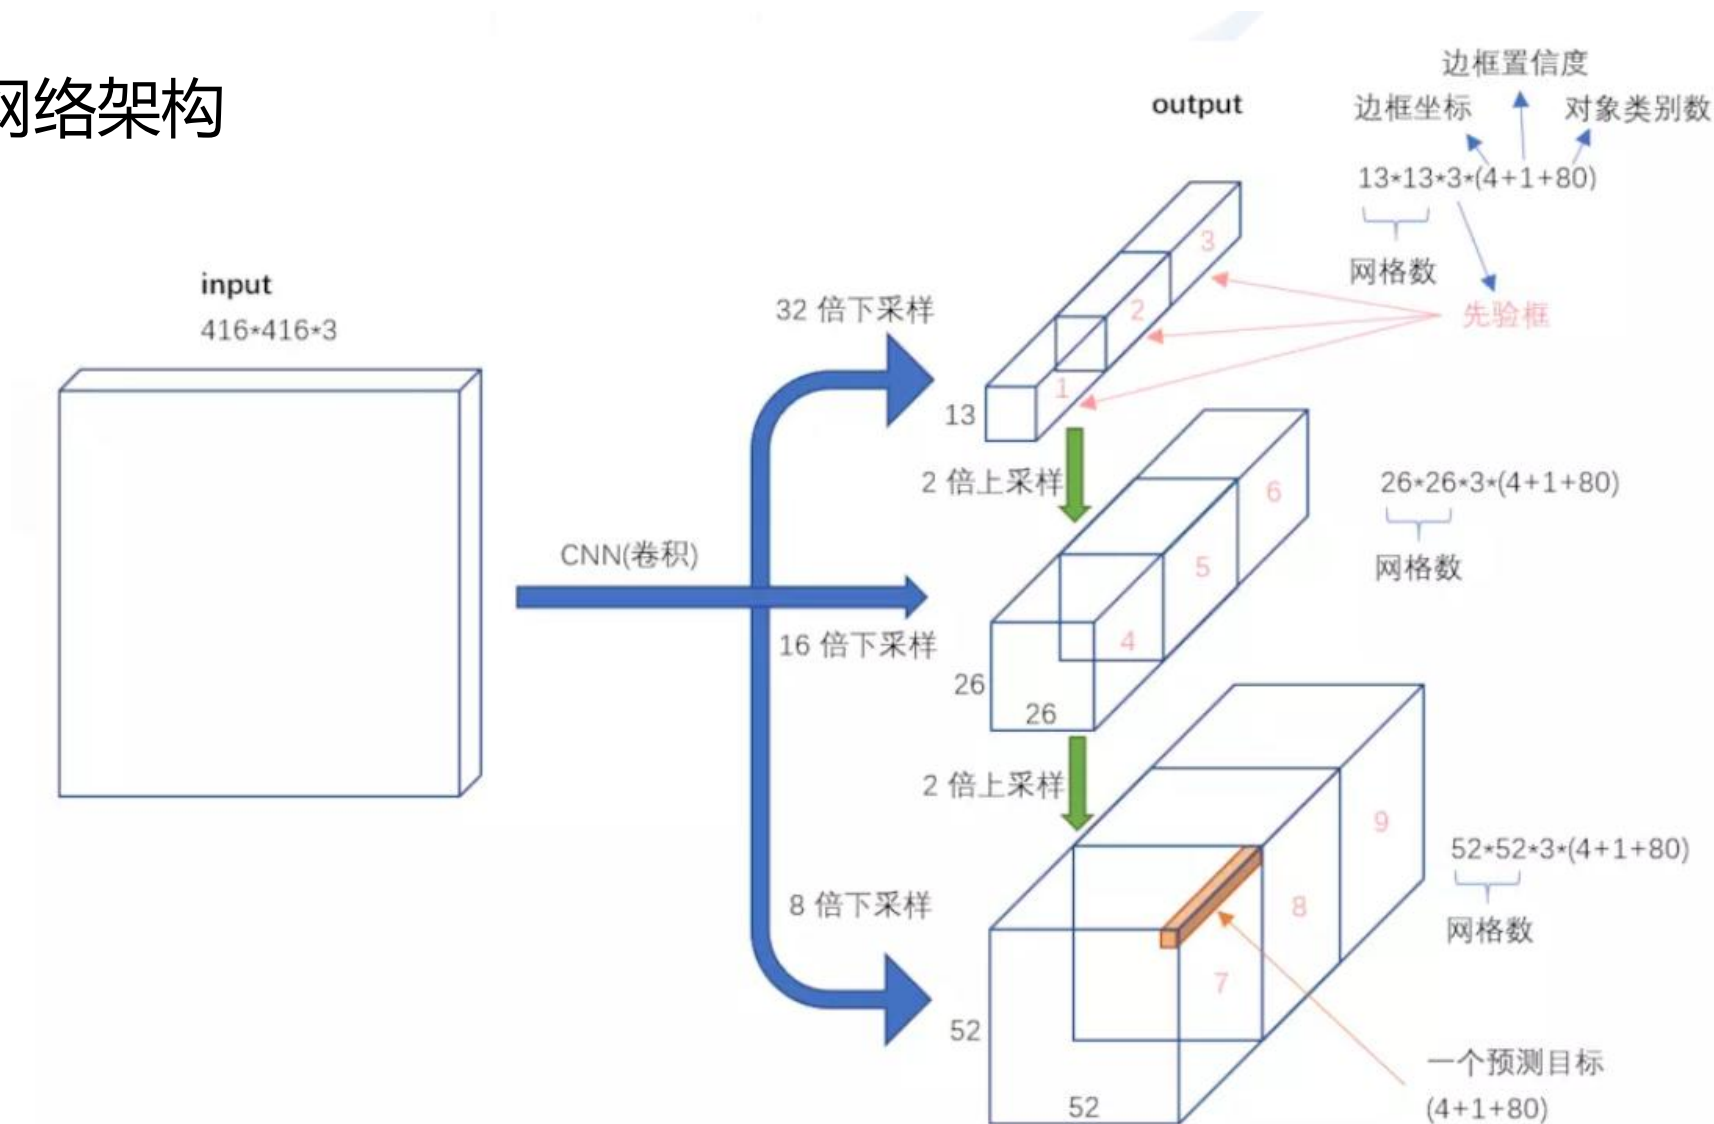 网络架构
input
416*416*3
CNN(卷积)
32 倍下采样
16 倍下采样
8 倍下采样
output
边框置信度
边框坐标
对象类别数
13*13*3*(4+1+80)
网格数
先验框
3
2
1
13
2 倍上采样
6
5
4
26
26
26*26*3*(4+1+80)
网格数
2 倍上采样
9
8
7
52
52
52*52*3*(4+1+80)
网格数
一个预测目标
(4+1+80)